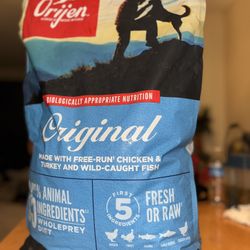 Orijen
BIOLOGICALLY APPROPRIATE NUTRITION
Original
MADE WITH FREE-RUN* CHICKEN &
TURKEY AND WILD-CAUGHT FISH
% ANIMAL
INGREDIENTS
WHOLEPREY
DIET
FIRST
5
INGREDIENTS
FRESH
OR RAW